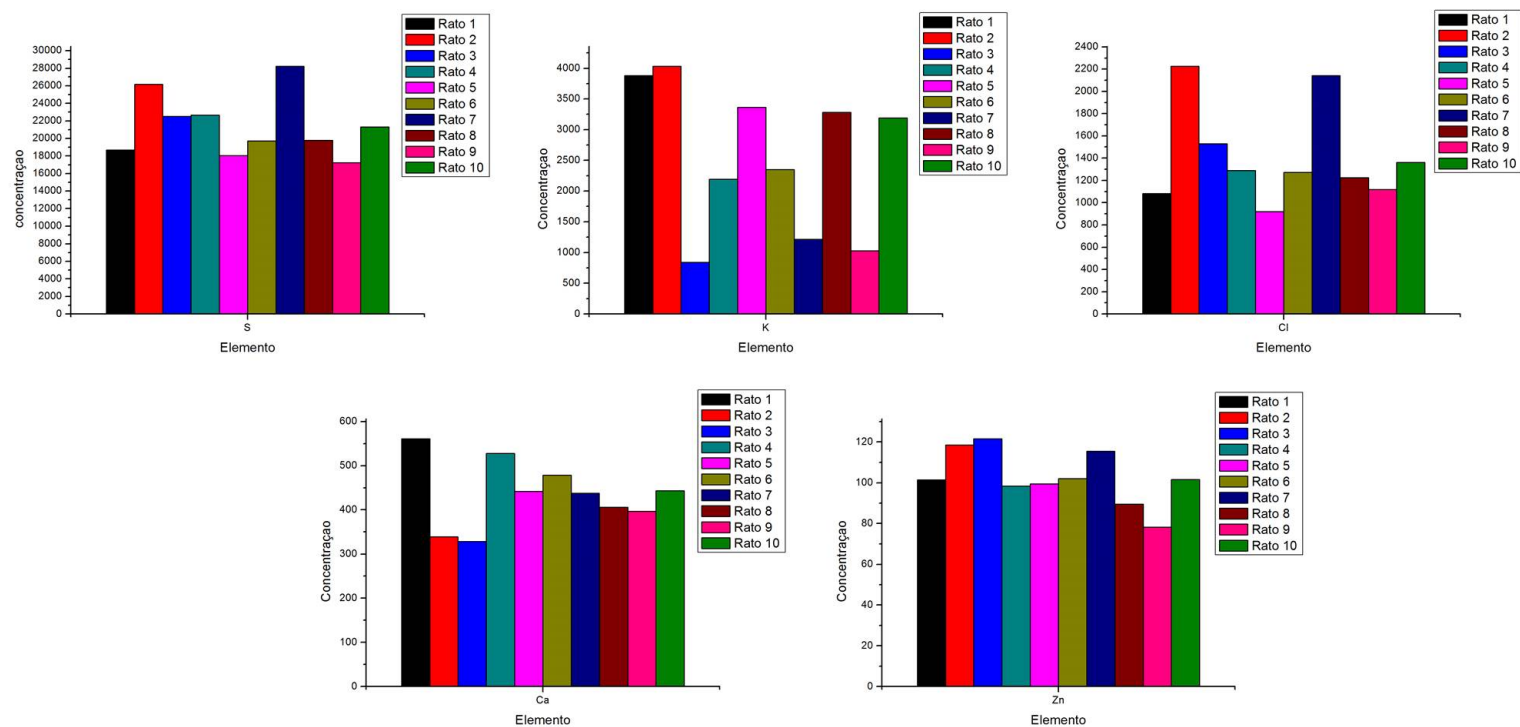 Rato 1
Rato 2
Rato 3
Rato 4
Rato 5
Rato 6
Rato 7
Rato 8
Rato 9
Rato 10
30000
28000
26000
24000
22000
20000
18000
16000
14000
12000
10000
8000
6000
4000
2000
0
concentraçao
S
Elemento
Rato 1
Rato 2
Rato 3
Rato 4
Rato 5
Rato 6
Rato 7
Rato 8
Rato 9
Rato 10
4000
3500
3000
2500
2000
1500
1000
500
0
Concentraçao
K
Elemento
Rato 1
Rato 2
Rato 3
Rato 4
Rato 5
Rato 6
Rato 7
Rato 8
Rato 9
Rato 10
2400
2200
2000
1800
1600
1400
1200
1000
800
600
400
200
0
Concentraçao
Cl
Elemento
Rato 1
Rato 2
Rato 3
Rato 4
Rato 5
Rato 6
Rato 7
Rato 8
Rato 9
Rato 10
600
500
400
300
200
100
0
Concentraçao
Ca
Elemento
Rato 1
Rato 2
Rato 3
Rato 4
Rato 5
Rato 6
Rato 7
Rato 8
Rato 9
Rato 10
120
100
80
60
40
20
0
Concentraçao
Zn
Elemento